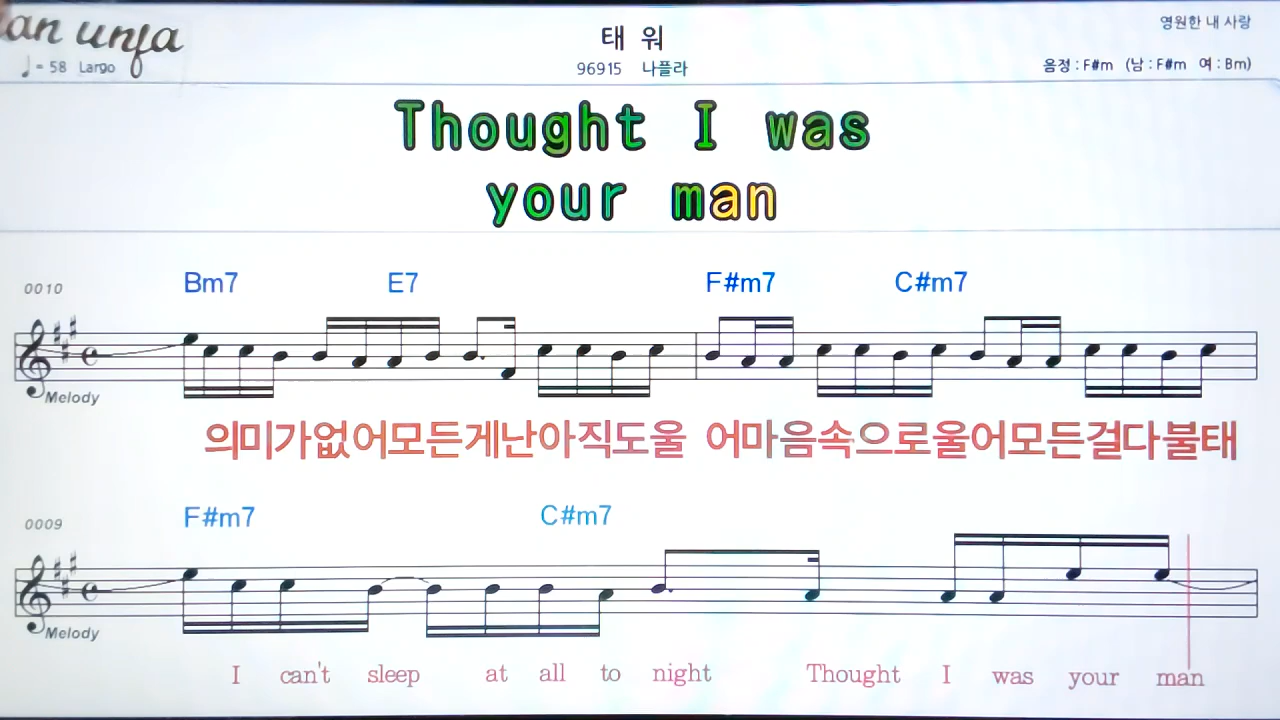 an unfa
♩ = 58 Largo
태 워
96915 나플라
영원한 내 사랑
음정 : F#m (남 : F#m 여 : Bm)
Thought I was
your man
0010
Bm7 E7 F#m7 C#m7
Melody
의미가없어모든게난아직도울 어마음속으로울어모든걸다불태
0009
F#m7 C#m7
Melody
I can't sleep at all to night Thought I was your man